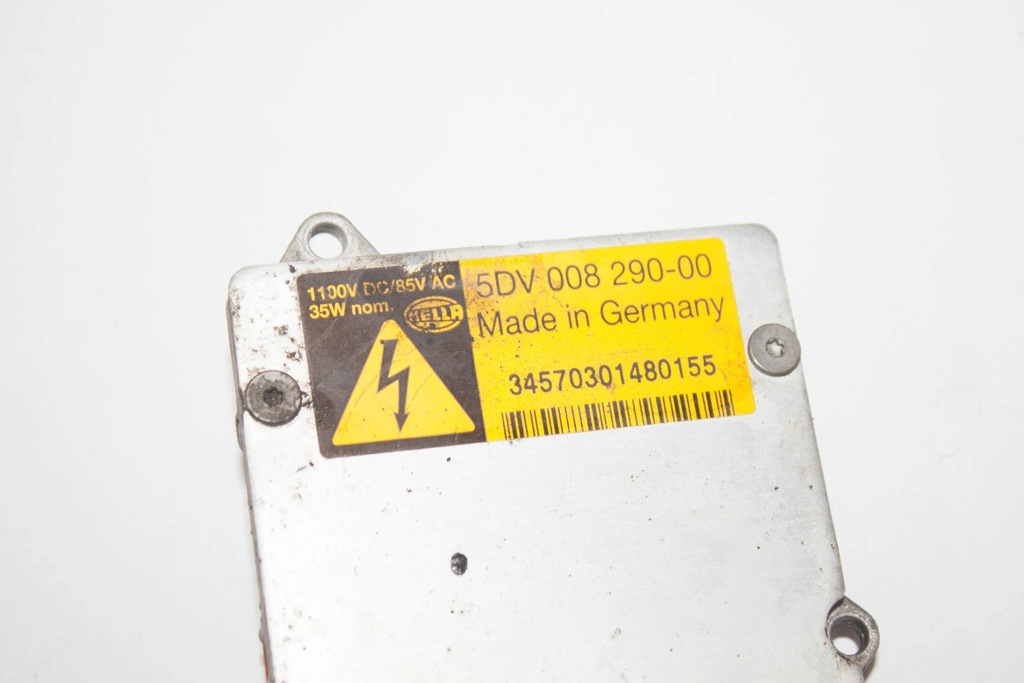 1100V DC/85V AC
35W nom.
HELLA
5DV 008 290-00
Made in Germany
34570301480155